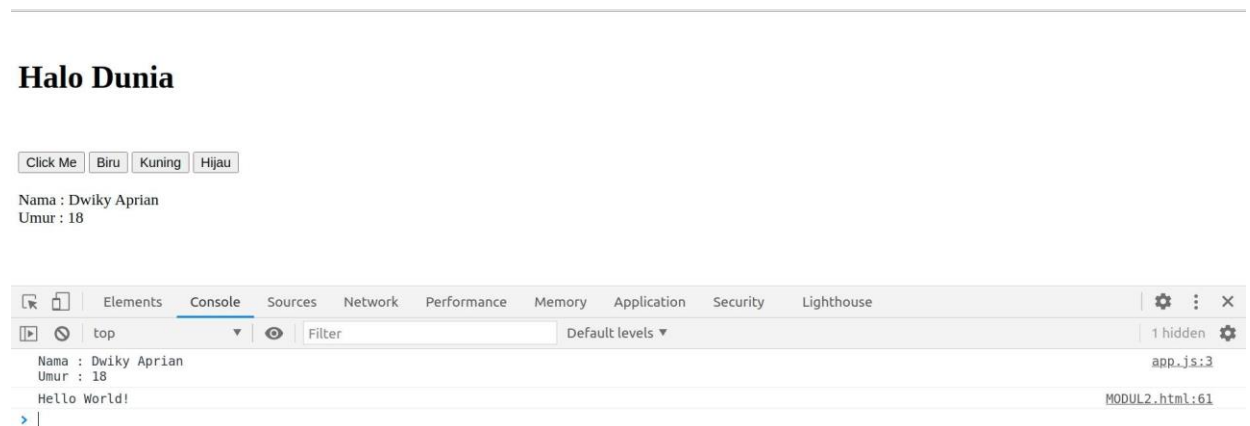 Halo Dunia
Click Me Biru Kuning Hijau
Nama : Dwiky Aprian
Umur : 18
Elements Console Sources Network Performance Memory Application Security Lighthouse
top Filter Default levels 1 hidden
Nama : Dwiky Aprian app.js:3
Umur : 18
Hello World! MODUL2.html:61